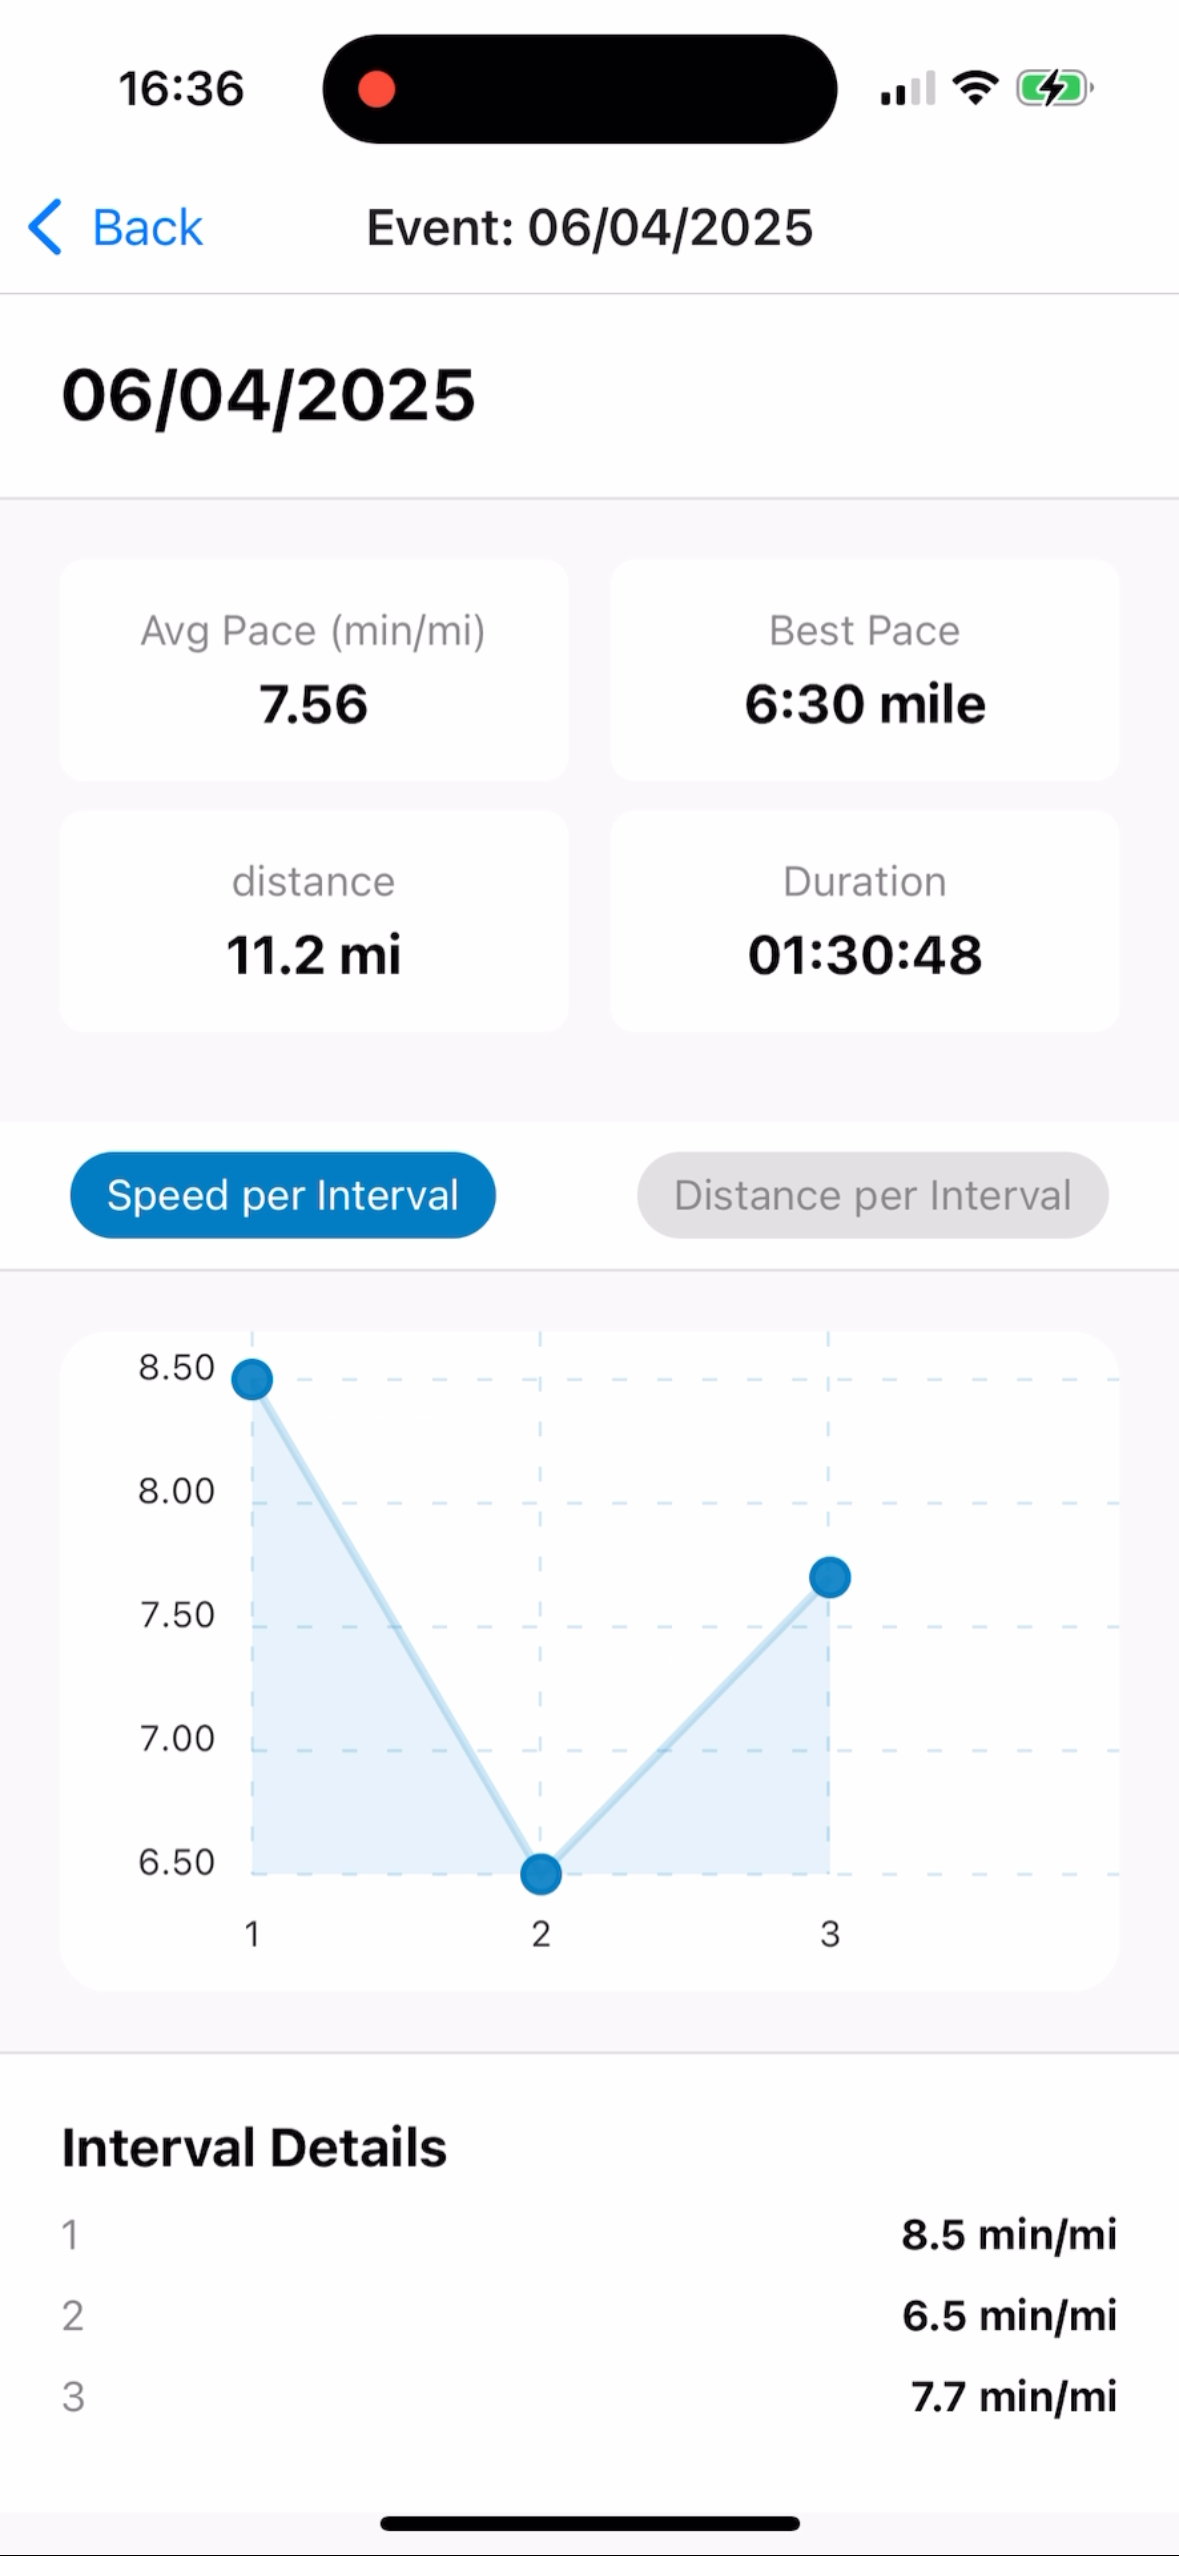 16:36
Back
Event: 06/04/2025
06/04/2025
Avg Pace (min/mi)
7.56
Best Pace
6:30 mile
distance
11.2 mi
Duration
01:30:48
Speed per Interval
Distance per Interval
8.50
8.00
7.50
7.00
6.50
1 2 3
Interval Details
1 8.5 min/mi
2 6.5 min/mi
3 7.7 min/mi